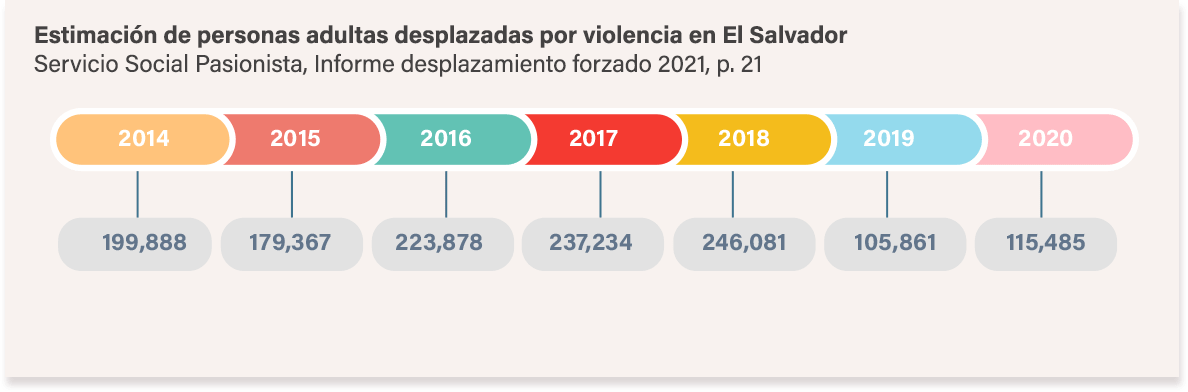 Estimación de personas adultas desplazadas por violencia en El Salvador
Servicio Social Pasionista, Informe desplazamiento forzado 2021, p. 21
2014 2015 2016 2017 2018 2019 2020
199,888 179,367 223,878 237,234 246,081 105,861 115,485